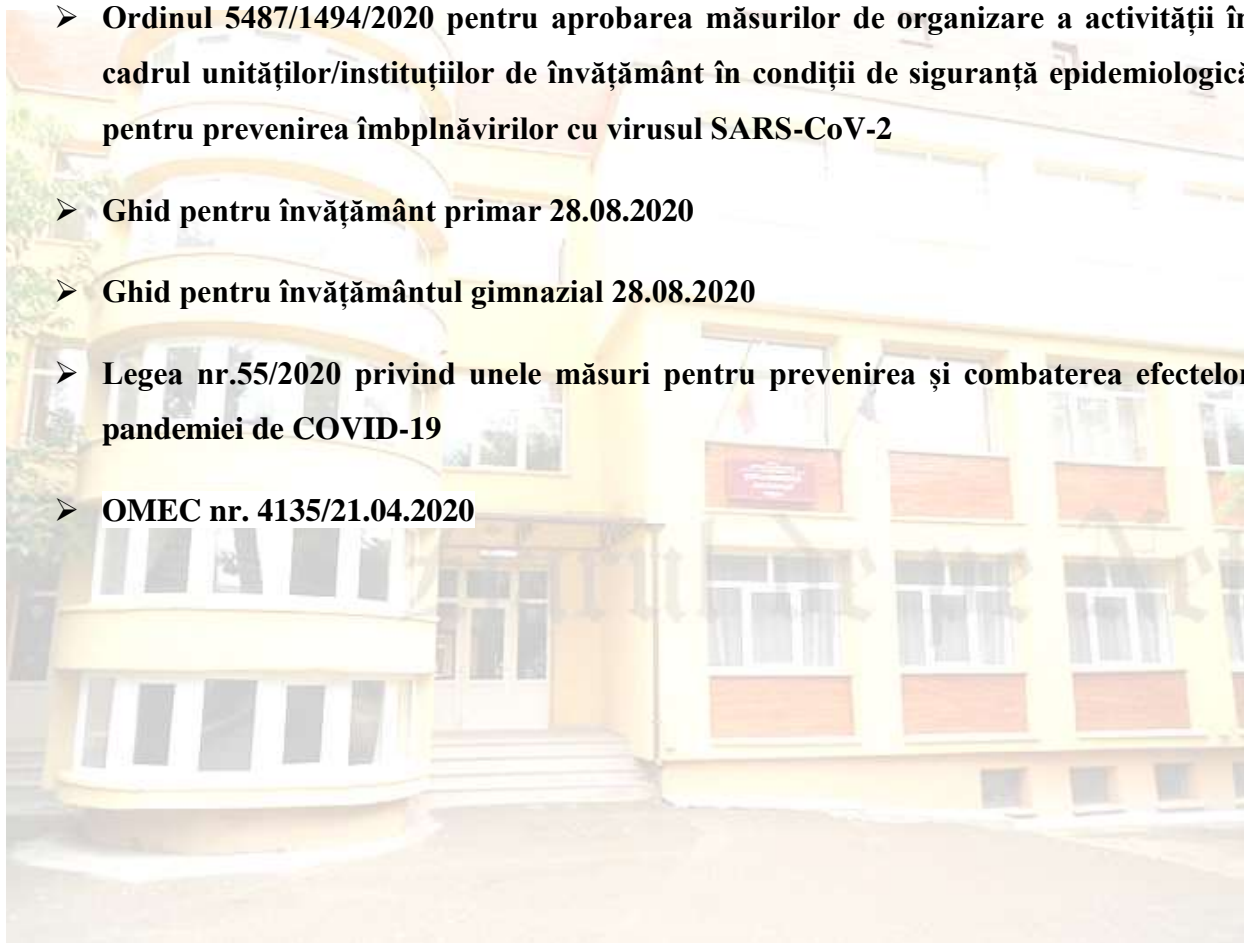 ➢ Ordinul 5487/1494/2020 pentru aprobarea măsurilor de organizare a activității în
cadrul unităților/instituțiilor de învățământ în condiții de siguranță epidemiologică
pentru prevenirea îmbplnăvirilor cu virusul SARS-CoV-2
➢ Ghid pentru învățământ primar 28.08.2020
➢ Ghid pentru învățământul gimnazial 28.08.2020
➢ Legea nr.55/2020 privind unele măsuri pentru prevenirea și combaterea efectelor
pandemiei de COVID-19
➢ OMEC nr. 4135/21.04.2020